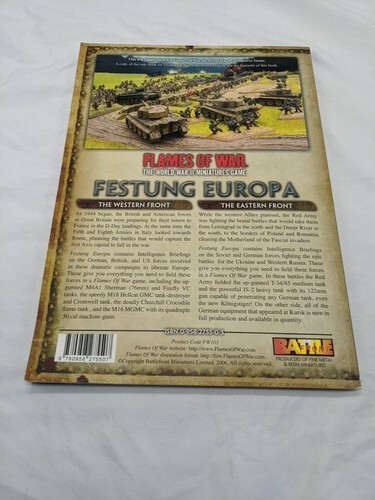 FLAMES OF WAR
THE WORLD WAR II MINIATURES GAME
FESTUNG EUROPA
THE WESTERN FRONT
As 1944 began, the British and American forces
in Great Britain were preparing for their return to
France in the D-Day landings. At the same time the
Fifth and Eighth Armies in Italy looked towards
Rome, planning the battles that would capture the
first Axis capital to fall in the war.
Festung Europa contains Intelligence Briefings
on the German, British, and US forces involved
in these dramatic campaigns to liberate Europe.
These give you everything you need to field these
forces in a Flames Of War game, including the up-
gunned M4A1 Sherman (76mm) and Firefly VC
tanks, the speedy M18 Hellcat GMC tank-destroyer
and Cromwell tank, the deadly Churchill Crocodile
flame-tank, and the M16 MGMC with its quadruple
50 cal machine-guns.
THE EASTERN FRONT
While the western Allies planned, the Red Army
was fighting the brutal battles that would take them
from Leningrad in the north and the Dnepr River in
the south, to the borders of Poland and Romania,
clearing the Motherland of the Fascist invaders.
Festung Europa contains Intelligence Briefings
on the Soviet and German forces fighting the epic
battles for the Ukraine and Western Russia. These
give you everything you need to field these forces
in a Flames Of War game. In these battles the Red
Army fielded the up-gunned T-34/85 medium tank
and the powerful IS-2 heavy tank with its 122mm
gun capable of penetrating any German tank, even
the new Königstiger! On the other side, all of the
German equipment that appeared at Kursk is now in
full production and available in quantity.
ISBN 0-958-2755-0-5
9 780958 275507
Product Code FW103
Flames Of War website: http://www.FlamesOfWar.com
Flames Of War discussion forum: http://forum.FlamesOfWar.com
©Copyright Battlefront Miniatures Limited, 2006. All rights reserved.
BATTLE
PRODUCERS OF FINE METAL
& RESIN MINIATURES